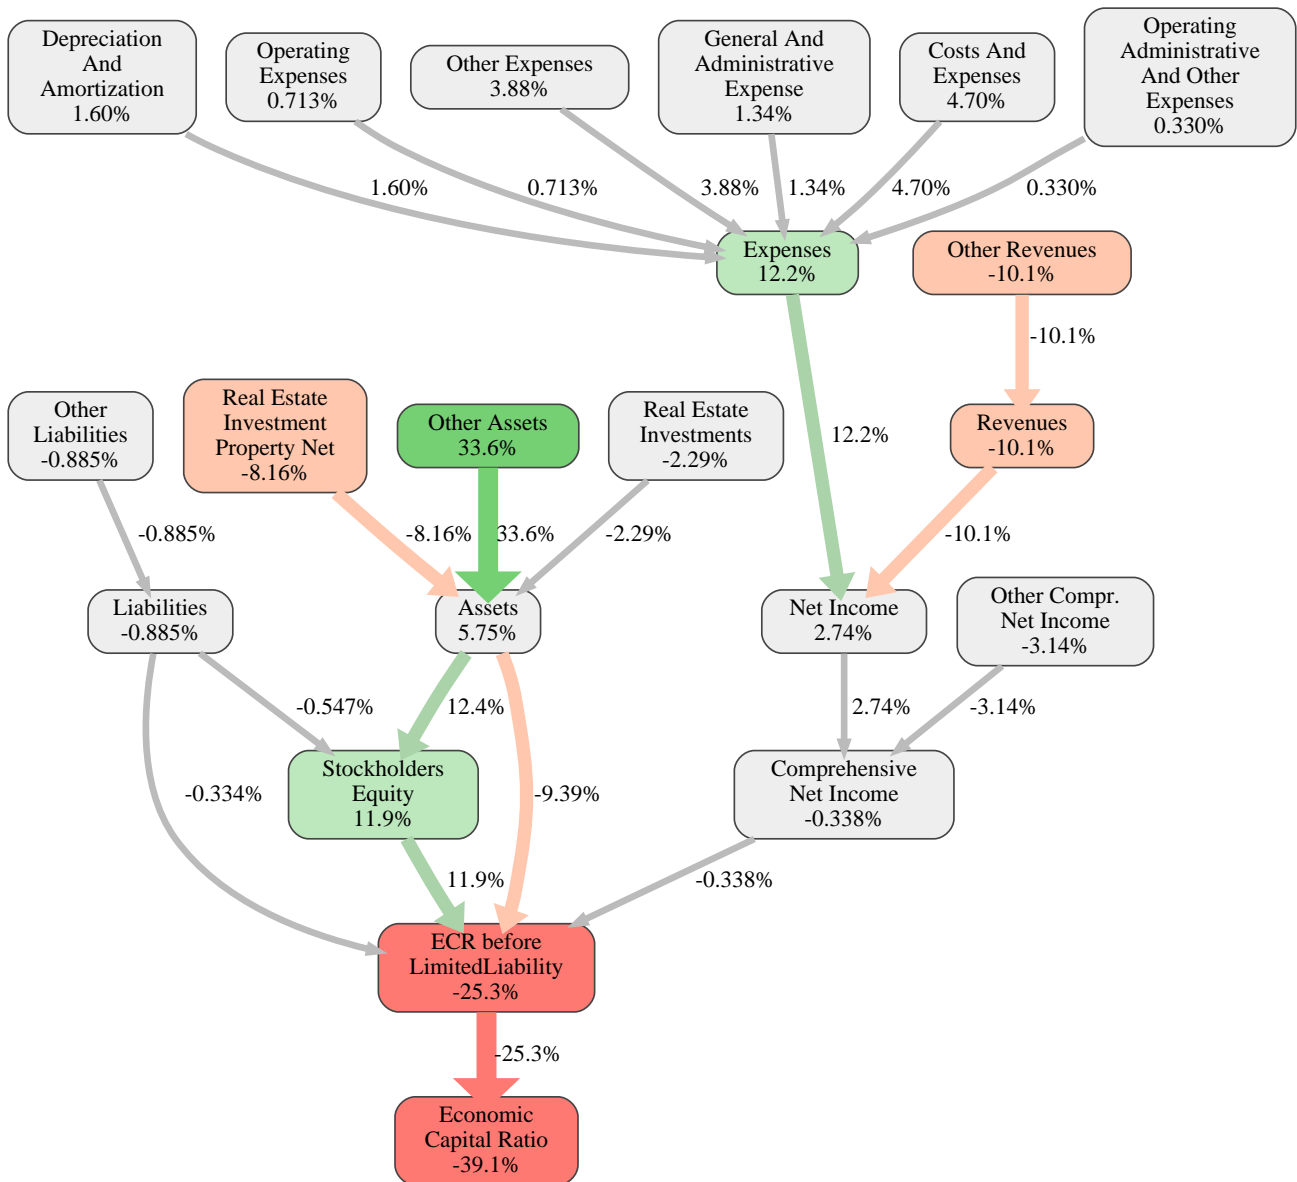 Depreciation
And
Amortization
1.60%
Operating
Expenses
0.713%
Other Expenses
3.88%
General And
Administrative
Expense
1.34%
Costs And
Expenses
4.70%
Operating
Administrative
And Other
Expenses
0.330%
1.60%
0.713%
3.88%
1.34%
4.70%
0.330%
Expenses
12.2%
Other Revenues
-10.1%
-10.1%
Other
Liabilities
-0.885%
Real Estate
Investment
Property Net
-8.16%
Other Assets
33.6%
Real Estate
Investments
-2.29%
12.2%
Revenues
-10.1%
-0.885%
-8.16%
33.6%
-2.29%
-10.1%
Liabilities
-0.885%
Assets
5.75%
Net Income
2.74%
Other Compr.
Net Income
-3.14%
-0.547%
12.4%
2.74%
-3.14%
-0.334%
Stockholders
Equity
11.9%
-9.39%
Comprehensive
Net Income
-0.338%
11.9%
-0.338%
ECR before
LimitedLiability
-25.3%
-25.3%
Economic
Capital Ratio
-39.1%